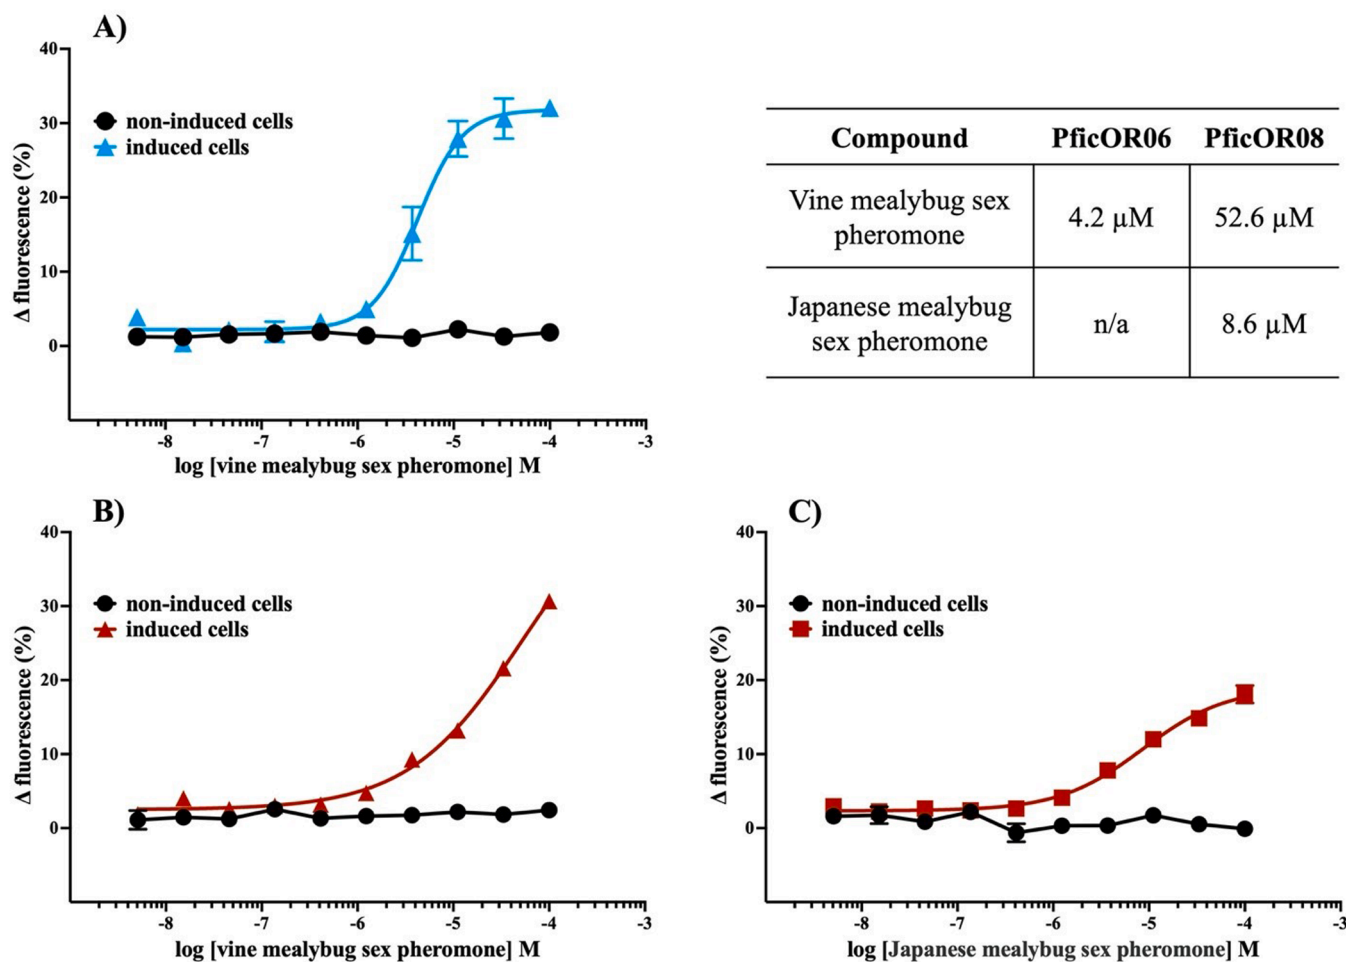 A)
40
30
20
10
0
Δ fluorescence (%)
non-induced cells
induced cells
-8 -7 -6 -5 -4 -3
log [vine mealybug sex pheromone] M
Compound PficOR06 PficOR08
Vine mealybug sex
pheromone
4.2 µM 52.6 µM
Japanese mealybug
sex pheromone
n/a 8.6 µM
B)
40
30
20
10
0
Δ fluorescence (%)
non-induced cells
induced cells
-8 -7 -6 -5 -4 -3
log [vine mealybug sex pheromone] M
C)
40
30
20
10
0
Δ fluorescence (%)
non-induced cells
induced cells
-8 -7 -6 -5 -4 -3
log [Japanese mealybug sex pheromone] M